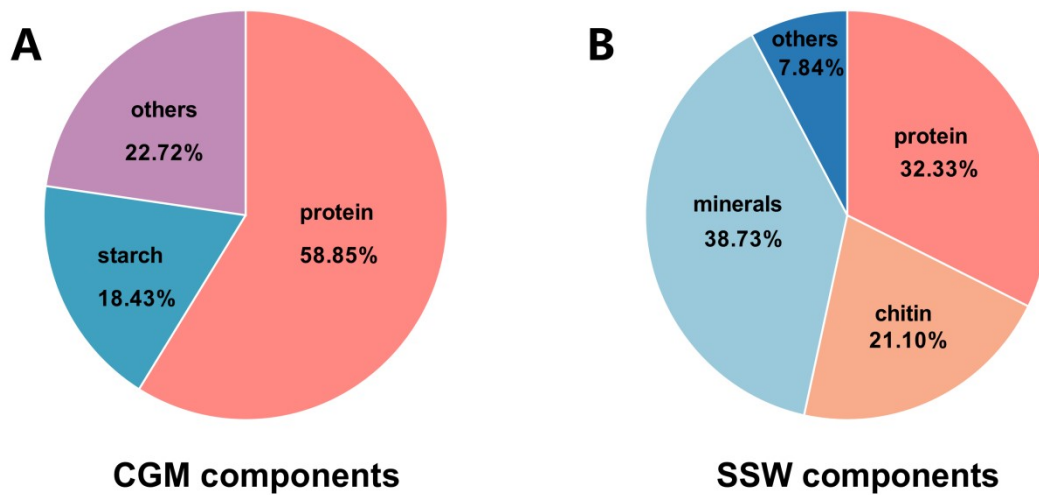 A
others
22.72%
protein
58.85%
starch
18.43%
CGM components
B
others
7.84%
protein
32.33%
minerals
38.73%
chitin
21.10%
SSW components